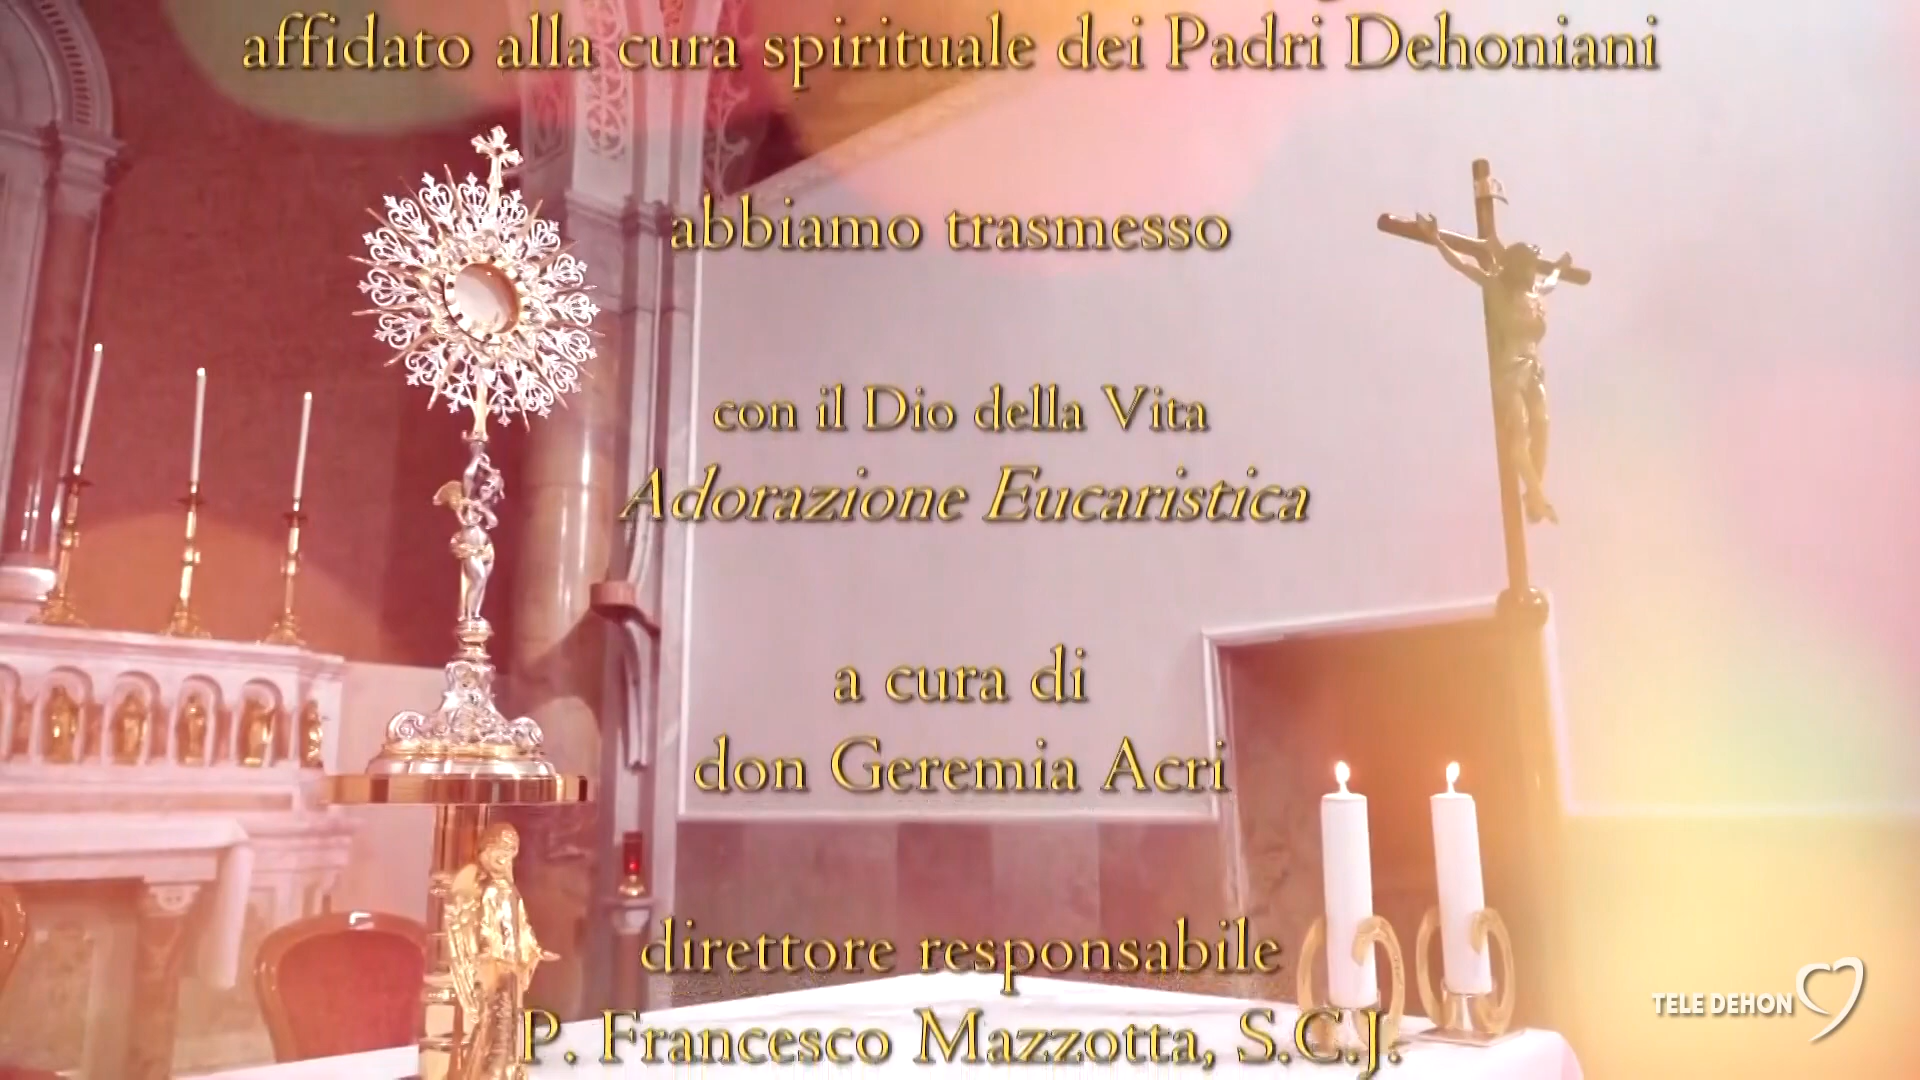 affidato alla cura spirituale dei Padri Dehoniani
abbiamo trasmesso
con il Dio della Vita
Adorazione Eucaristica
a cura di
don Geremia Acri
direttore responsabile
P. Francesco Mazzotta, S.C.J.
TELE DEHON